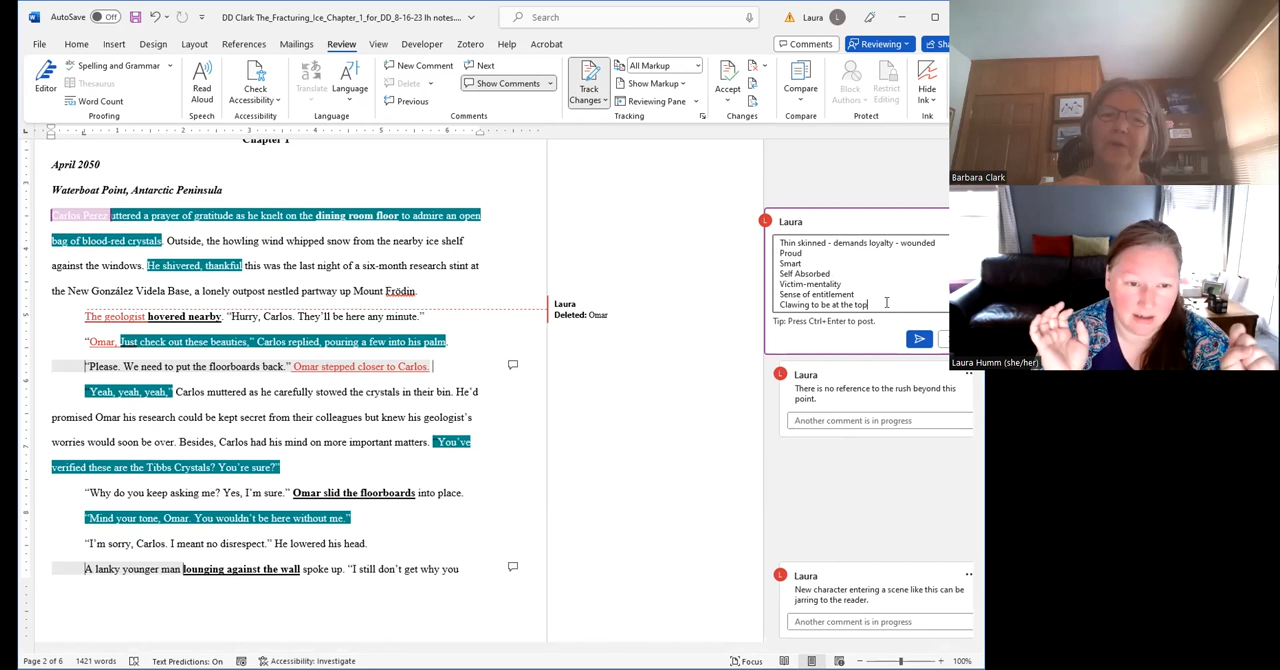 AutoSave Off DD Clark The_Fracturing_Ice_Chapter_1_for_DD_8-16-23 lh notes.... Search Laura L
File Home Insert Design Layout References Mailings Review View Developer Zotero Help Acrobat Comments Reviewing Sha
Editor Spelling and Grammar Thesaurus Word Count Proofing
Read Aloud Speech
Check Accessibility Accessibility
Translate Language Language
New Comment Delete Previous Next Show Comments Comments
Track Changes All Markup Show Markup Reviewing Pane Tracking
Accept Changes
Compare Compare
Block Authors Restrict Editing Protect
Hide Ink Ink
1 2 3 4 5 6
Chapter 1
April 2050
Waterboat Point, Antarctic Peninsula
Carlos Perez uttered a prayer of gratitude as he knelt on the dining room floor to admire an open
bag of blood-red crystals. Outside, the howling wind whipped snow from the nearby ice shelf
against the windows. He shivered, thankful this was the last night of a six-month research stint at
the New González Videla Base, a lonely outpost nestled partway up Mount Frödin.
The geologist hovered nearby. “Hurry, Carlos. They’ll be here any minute.”
“Omar, Just check out these beauties,” Carlos replied, pouring a few into his palm.
“Please. We need to put the floorboards back.” Omar stepped closer to Carlos.
Yeah, yeah, yeah,” Carlos muttered as he carefully stowed the crystals in their bin. He’d
promised Omar his research could be kept secret from their colleagues but knew his geologist’s
worries would soon be over. Besides, Carlos had his mind on more important matters. You’ve
verified these are the Tibbs Crystals? You’re sure?”
“Why do you keep asking me? Yes, I’m sure.” Omar slid the floorboards into place.
“Mind your tone, Omar. You wouldn’t be here without me.”
“I’m sorry, Carlos. I meant no disrespect.” He lowered his head.
A lanky younger man lounging against the wall spoke up. “I still don’t get why you
Laura
Deleted: Omar
L Laura
Thin skinned - demands loyalty - wounded
Proud
Smart
Self Absorbed
Victim-mentality
Sense of entitlement
Clawing to be at the top
Tip: Press Ctrl+Enter to post.
L Laura
There is no reference to the rush beyond this
point.
Another comment is in progress
L Laura
New character entering a scene like this can be
jarring to the reader.
Another comment is in progress
Barbara Clark
Laura Humm (she/her)
Page 2 of 6 1421 words Text Predictions: On Accessibility: Investigate Focus 100%